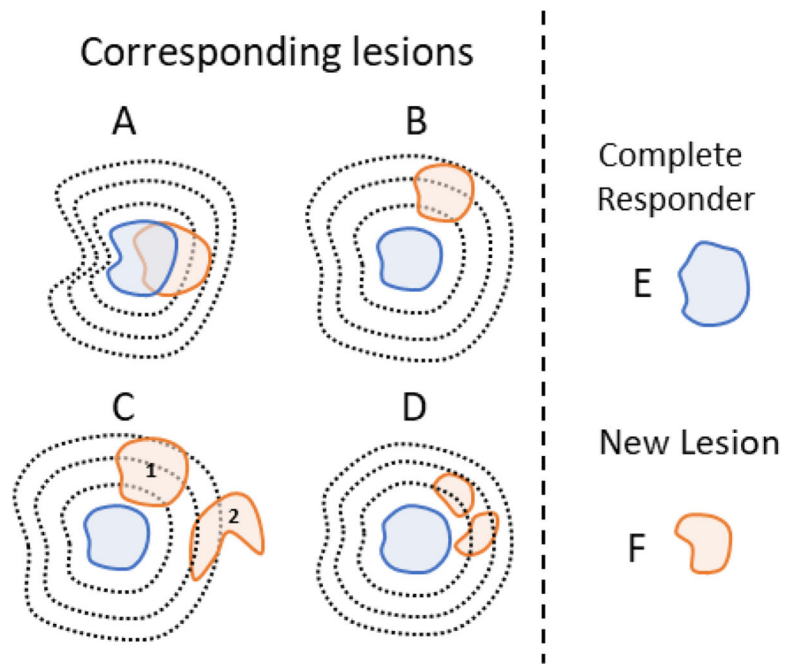 Corresponding lesions
A
B
C
1
2
D
Complete
Responder
E
New Lesion
F